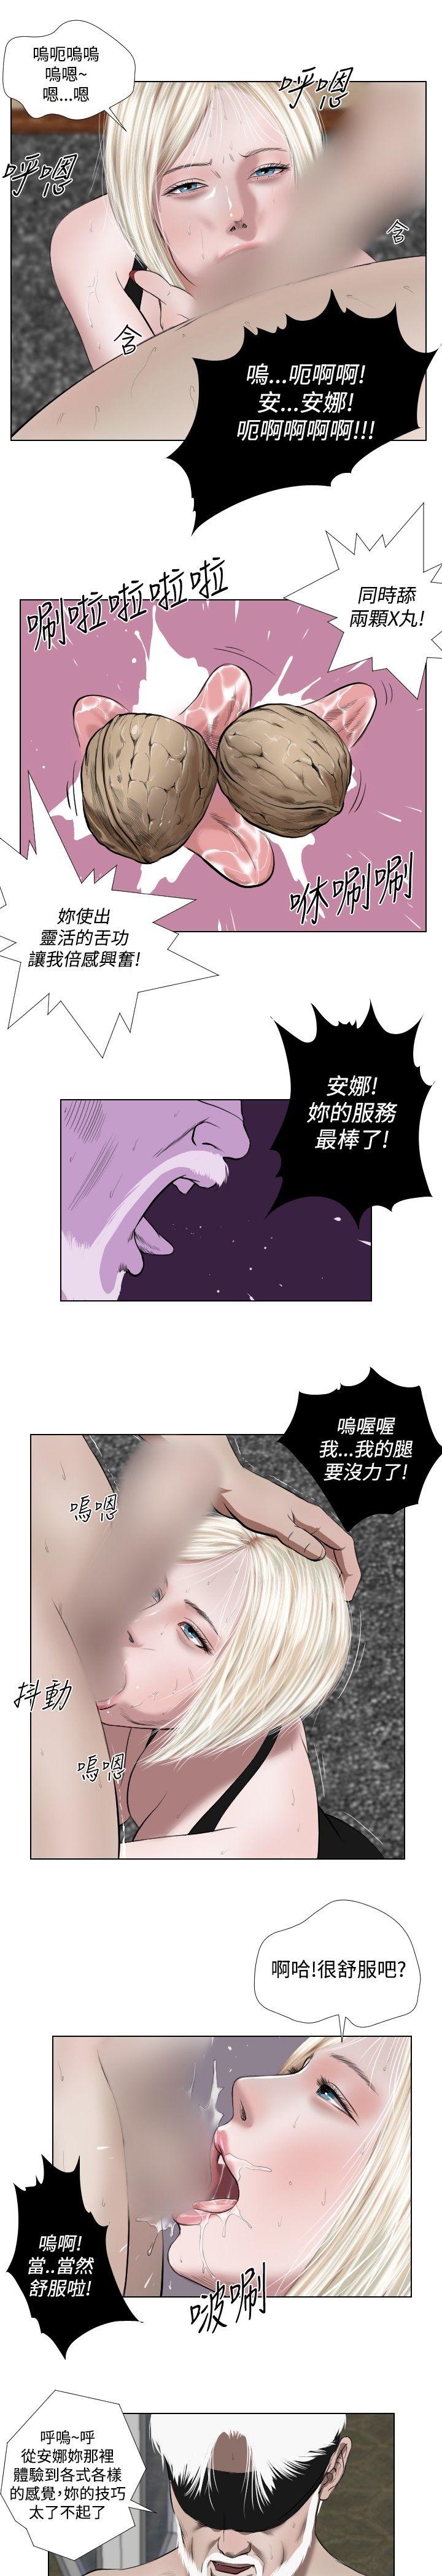 嗚呃嗚嗚
嗚嗯~
嗯...嗯
呼嗯
呼嗯
含
含
嗚...呃啊啊!
安...安娜!
呃啊啊啊啊!!!
唰啦啦啦啦
同時舔
兩顆X丸!
咻唰唰
妳使出
靈活的舌功
讓我倍感興奮!
安娜!
妳的服務
最棒了!
嗚喔喔
我...我的腿
要沒力了!
嗚嗯
抖動
嗚嗯
啊哈!很舒服吧?
嗚啊!
當..當然
舒服啦!
啵唰
呼嗚~呼
從安娜妳那裡
體驗到各式各樣
的感覺,妳的技巧
太了不起了